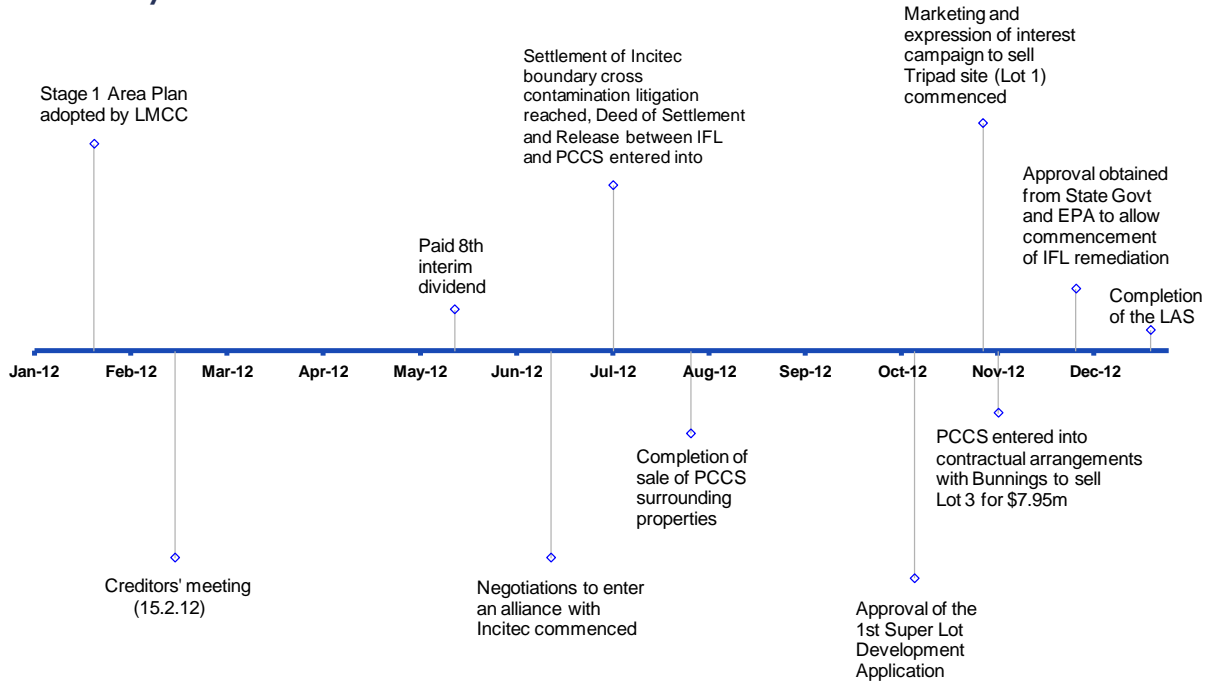 Marketing and
expression of interest
campaign to sell
Tripad site (Lot 1)
commenced
Settlement of Incitec
boundary cross
contamination litigation
reached, Deed of Settlement
and Release between IFL
and PCCS entered into
Stage 1 Area Plan
adopted by LMCC
Approval obtained
from State Govt
and EPA to allow
commencement
of IFL remediation
Paid 8th
interim
dividend
Completion
of the LAS
Jan-12 Feb-12 Mar-12 Apr-12 May-12 Jun-12 Jul-12 Aug-12 Sep-12 Oct-12 Nov-12 Dec-12
PCCS entered into
contractual arrangements
with Bunnings to sell
Lot 3 for $7.95m
Completion of
sale of PCCS
surrounding
properties
Creditors' meeting
(15.2.12)
Negotiations to enter
an alliance with
Incitec commenced
Approval of the
1st Super Lot
Development
Application